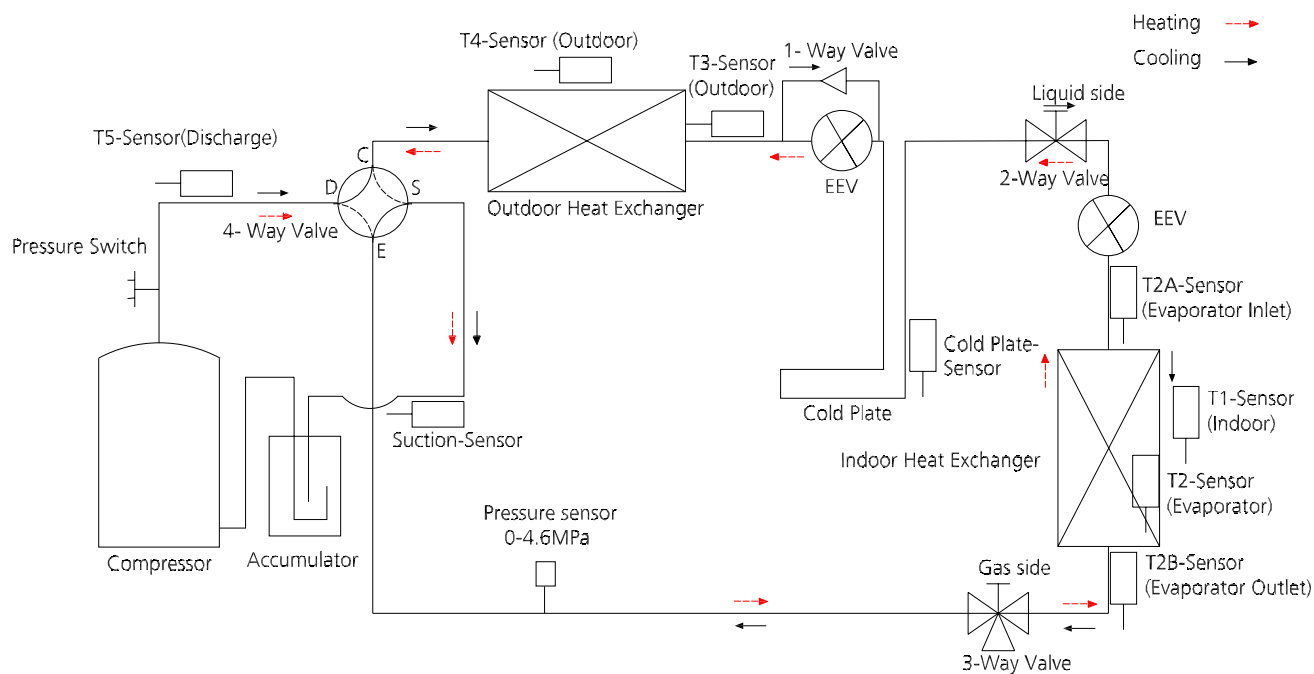 Heating
Cooling
T4-Sensor (Outdoor)
1- Way Valve
T3-Sensor
(Outdoor)
Liquid side
T5-Sensor(Discharge)
C
D
S
E
EEV
2-Way Valve
Outdoor Heat Exchanger
4- Way Valve
EEV
Pressure Switch
T2A-Sensor
(Evaporator Inlet)
Cold Plate-
Sensor
Cold Plate
T1-Sensor
(Indoor)
Suction-Sensor
Indoor Heat Exchanger
T2-Sensor
(Evaporator)
Pressure sensor
0-4.6MPa
Compressor
Accumulator
Gas side
T2B-Sensor
(Evaporator Outlet)
3-Way Valve